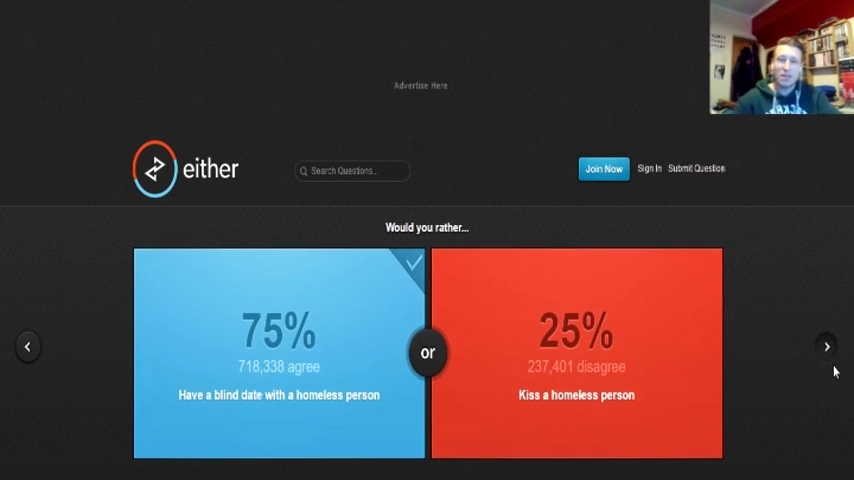 Advertise Here
either
Search Questions...
Join Now
Sign In
Submit Question
Would you rather...
75%
718,338 agree
Have a blind date with a homeless person
or
25%
237,401 disagree
Kiss a homeless person